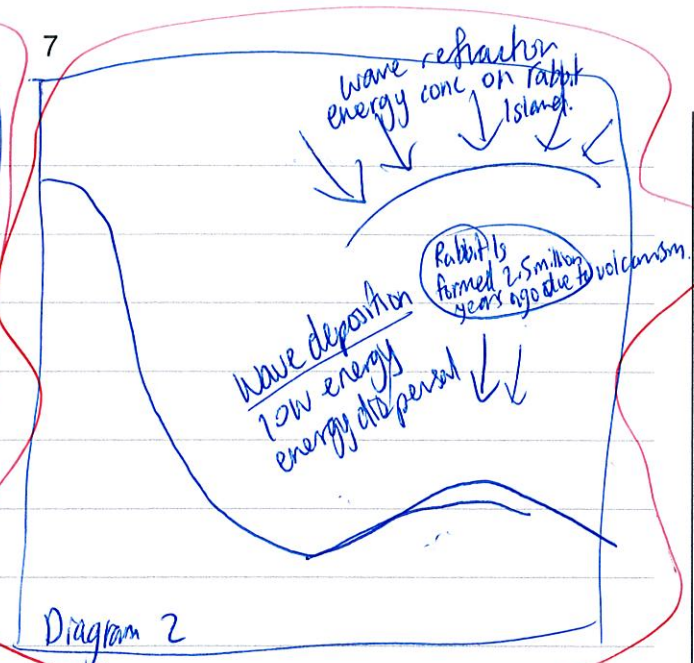 7
wave refraction
energy conc on rabbit
Island.
Rabbit Is
formed 2.5 million
years ago due to volcanism.
Wave deposition
low energy
energy dispersal
Diagram 2